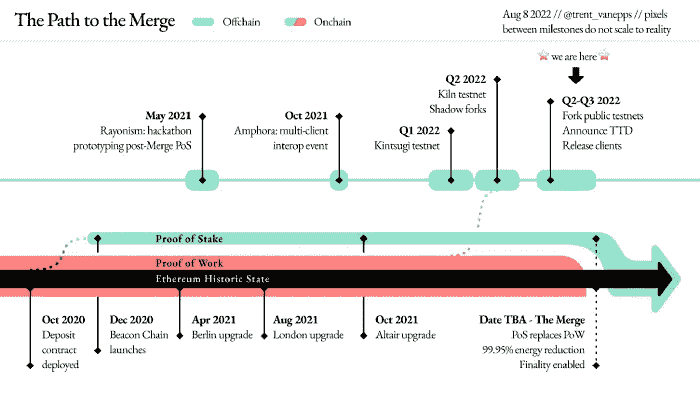 The Path to the Merge
Offchain
Onchain
Aug 8 2022 // @trent_vanepps // pixels
between milestones do not scale to reality
we are here
May 2021
Rayonism: hackathon
prototyping post-Merge PoS
Oct 2021
Amphora: multi-client
interop event
Q1 2022
Kintsugi testnet
Q2 2022
Kiln testnet
Shadow forks
Q2-Q3 2022
Fork public testnets
Announce TTD
Release clients
Proof of Stake
Proof of Work
Ethereum Historic State
Oct 2020
Deposit
contract
deployed
Dec 2020
Beacon Chain
launches
Apr 2021
Berlin upgrade
Aug 2021
London upgrade
Oct 2021
Altair upgrade
Date TBA - The Merge
PoS replaces PoW
99.95% energy reduction
Finality enabled